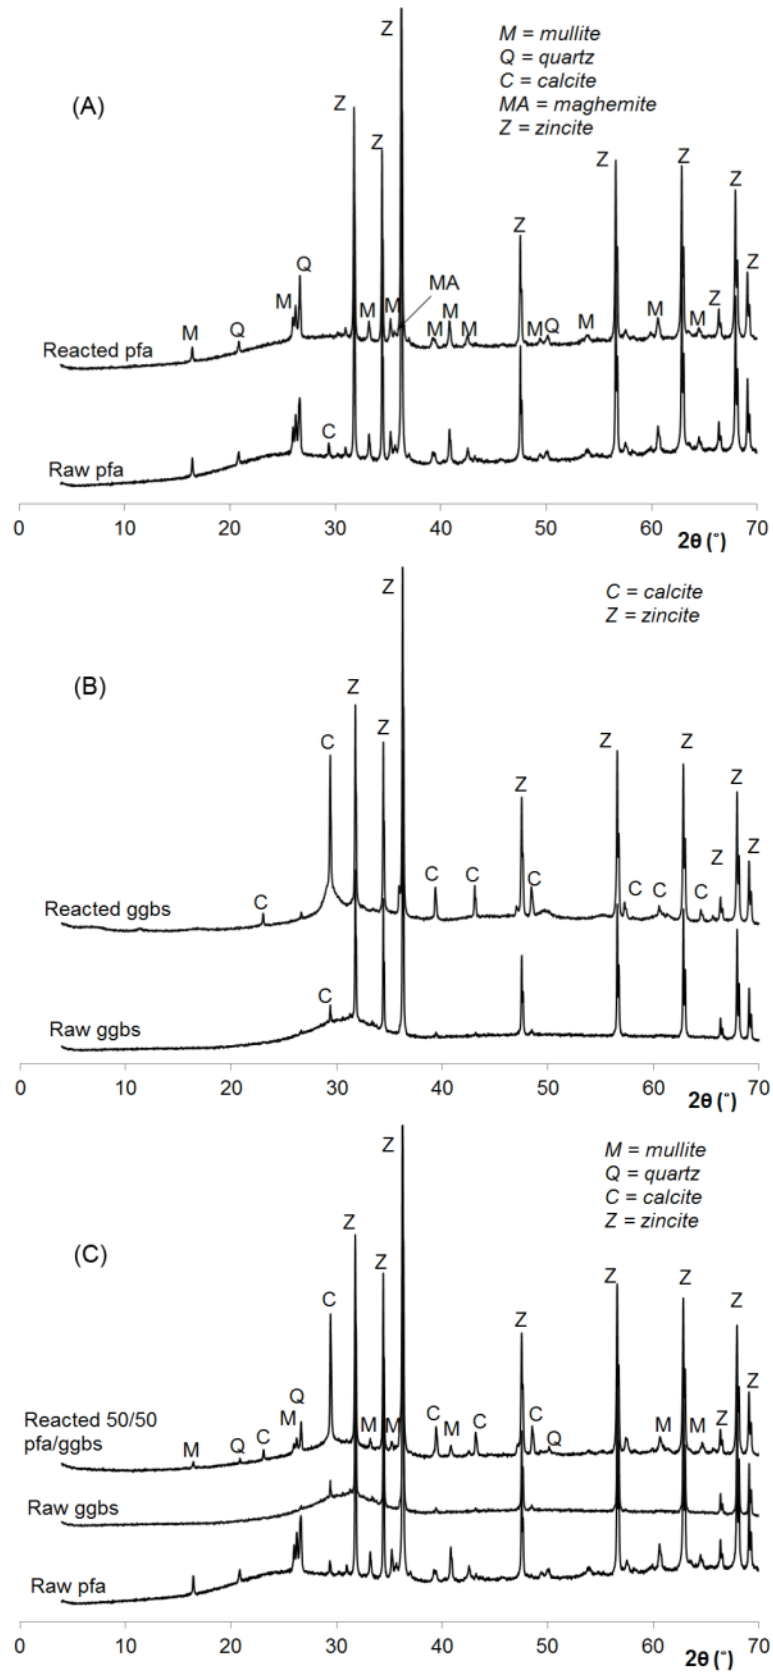 Z
M = mullite
Q = quartz
C = calcite
MA = maghemite
Z = zincite
(A)
Z
Z
Z
Z
Z
Z
Z
Q
M
MA
M
M
M
M
M
M
Q
M
M
M
Z
M
Q
Reacted pfa
C
Raw pfa
0 10 20 30 40 50 60 70
2θ (°)
Z
C = calcite
Z = zincite
(B)
Z
Z
C
Z
Z
Z
Z
Z
Z
C
C
C
C
C
C
C
Reacted ggbs
C
Raw ggbs
0 10 20 30 40 50 60 70
2θ (°)
Z
M = mullite
Q = quartz
C = calcite
Z = zincite
(C)
Z
Z
C
Z
Z
Z
Z
Z
Q
M
M
M
C
M
C
C
Q
M
M
Z
Reacted 50/50
pfa/ggbs
M
Q
C
Raw ggbs
Raw pfa
0 10 20 30 40 50 60 70
2θ (°)